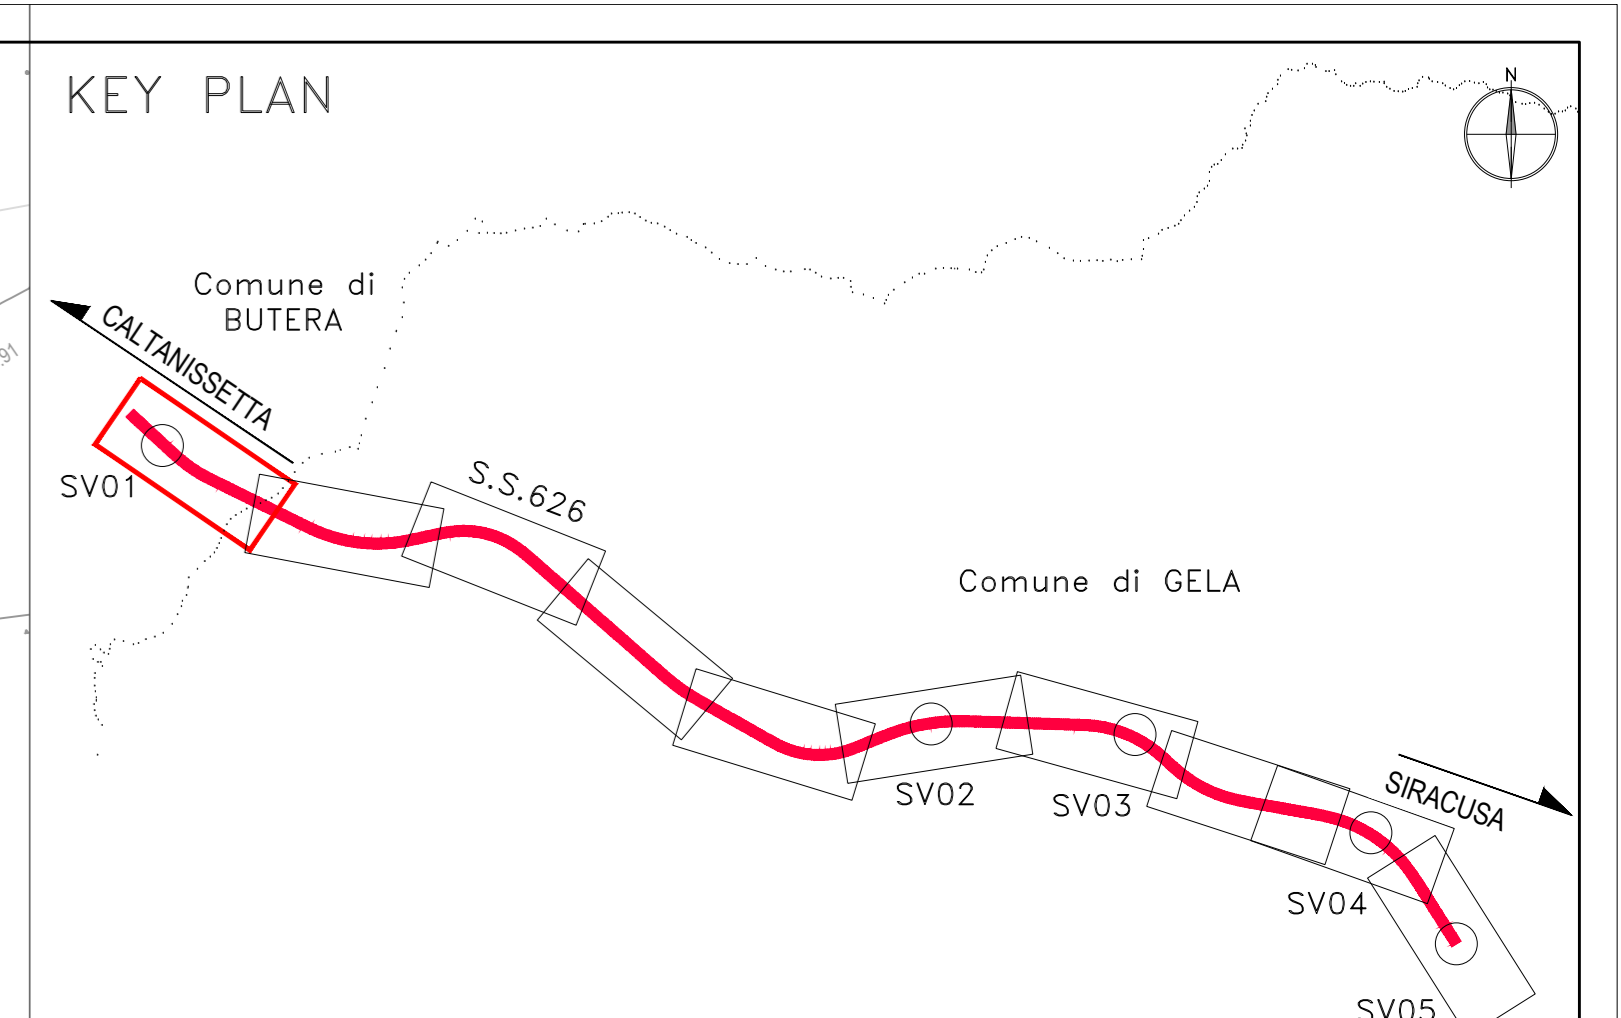 KEY PLAN
N
Comune di
BUTERA
CALTANISSETTA
SV01
S.S.626
Comune di GELA
SV02
SV03
SIRACUSA
SV04
SV05